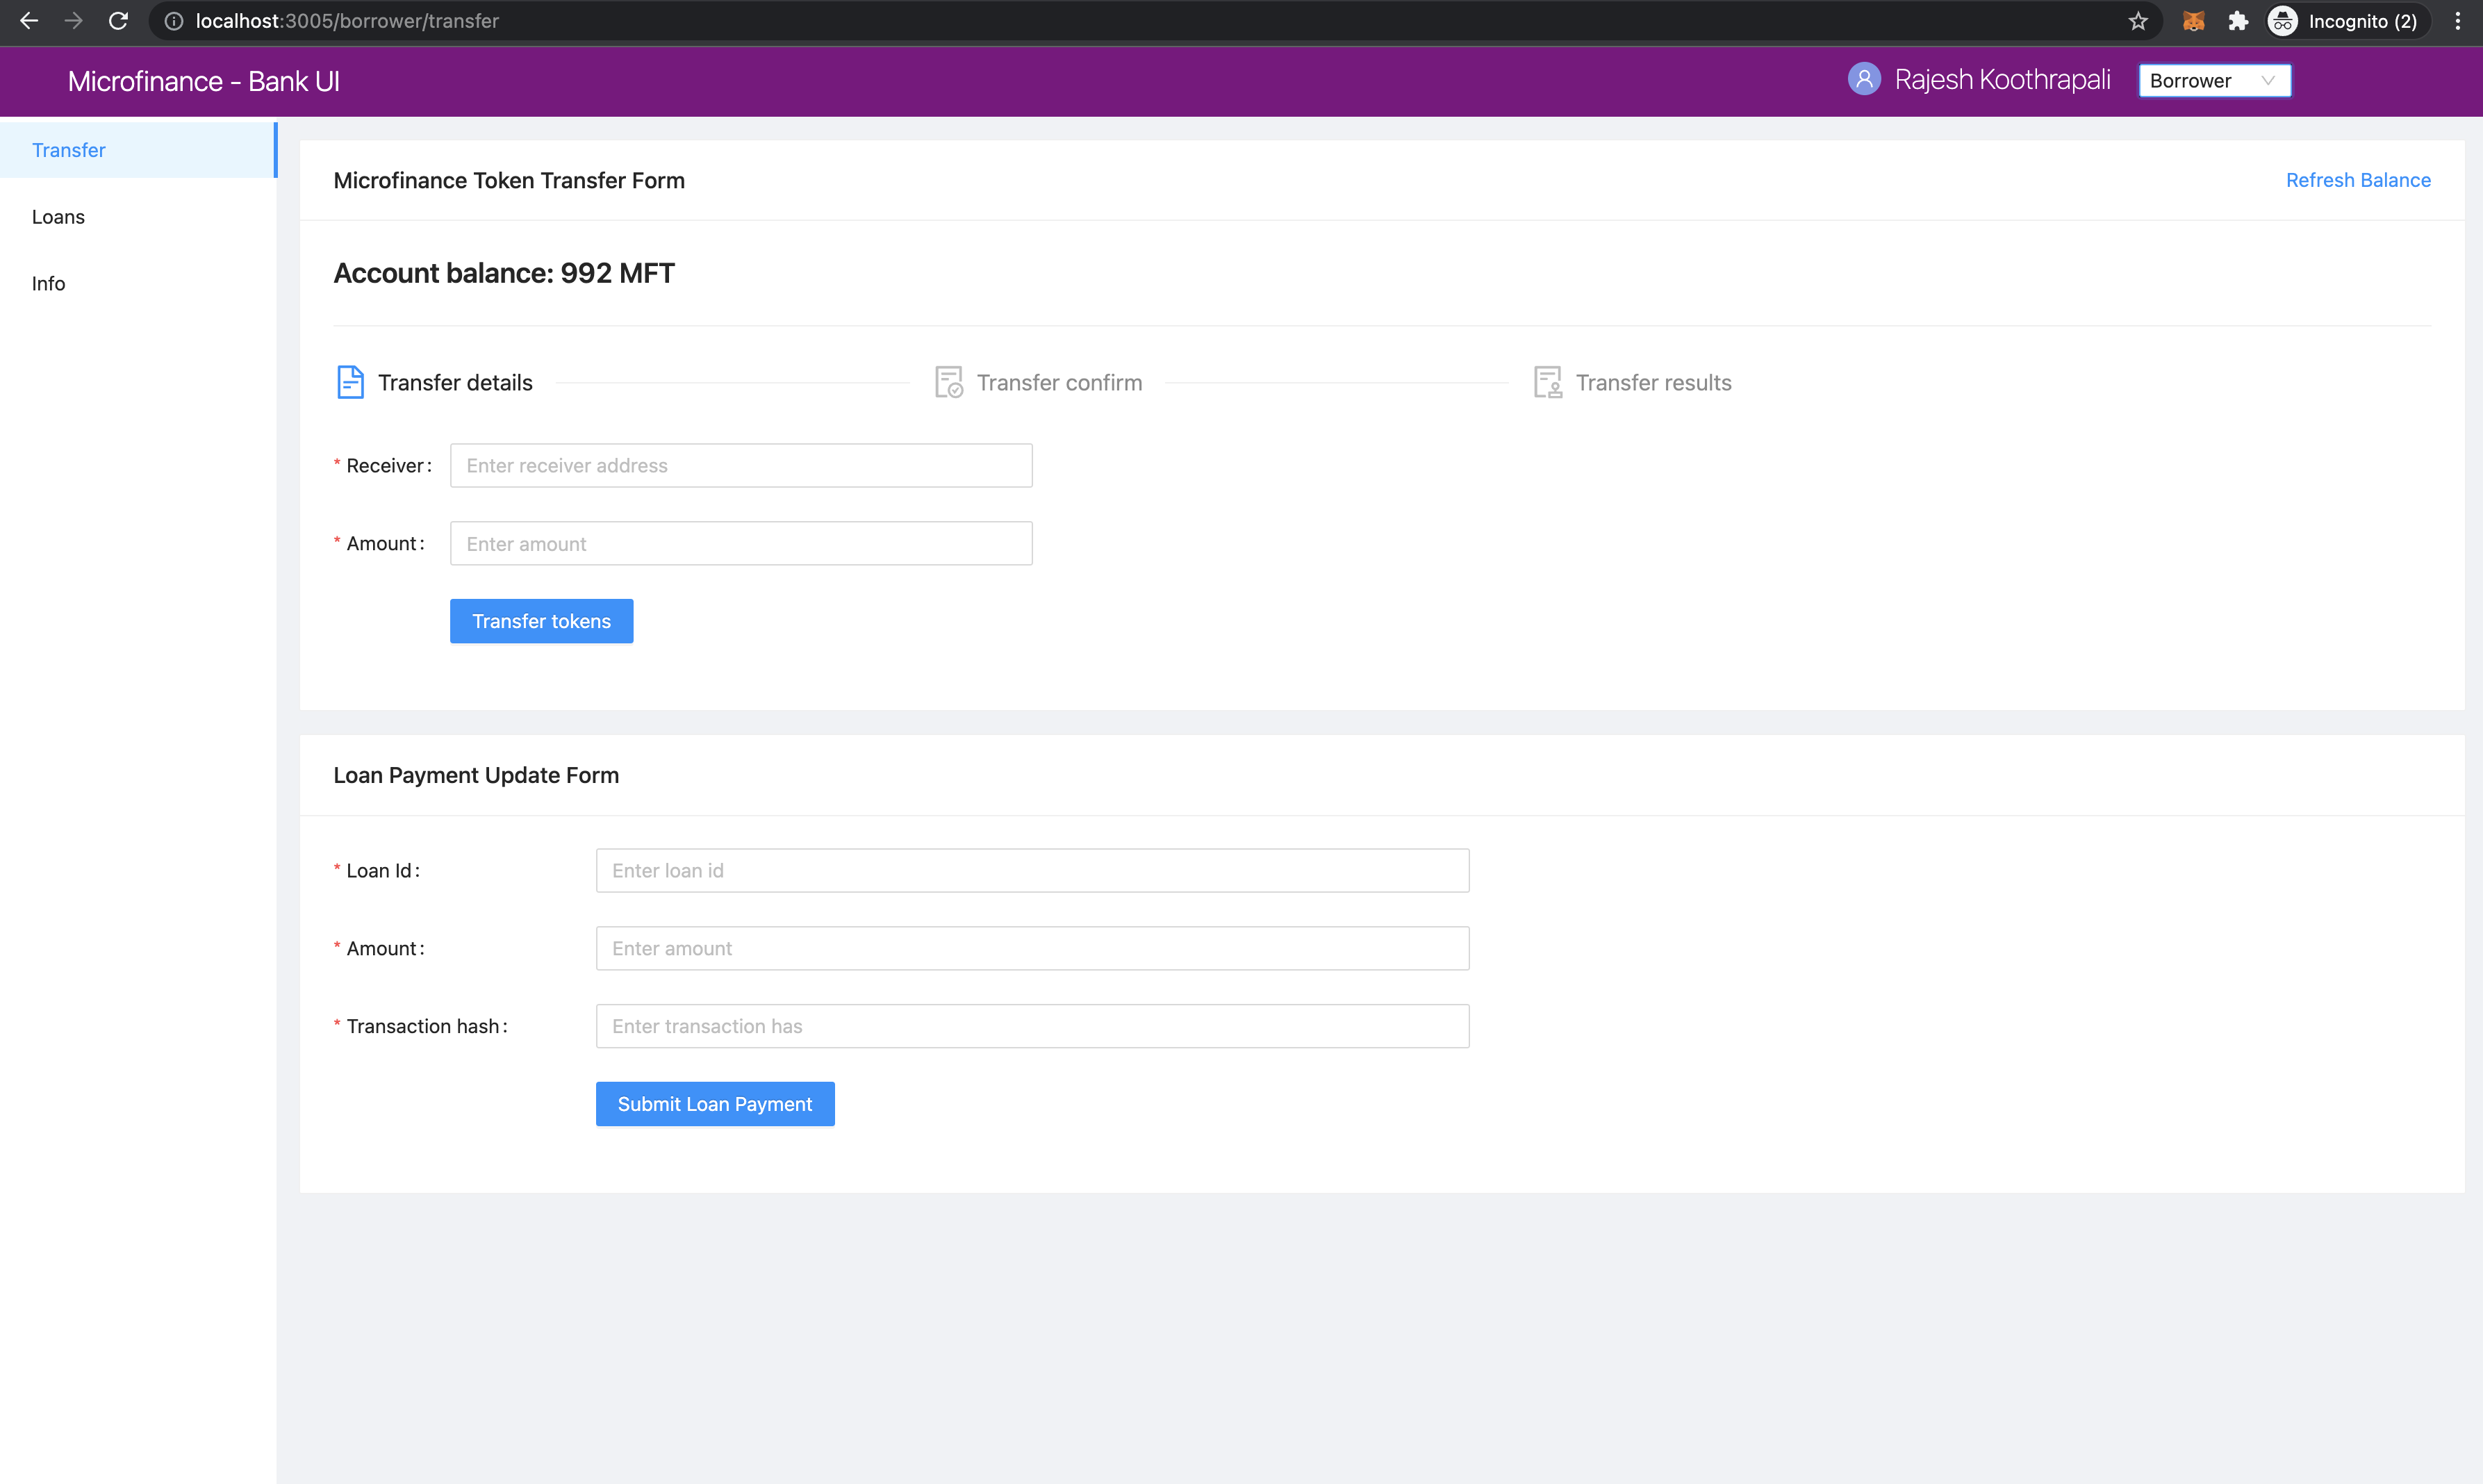 localhost:3005/borrower/transfer
Incognito (2)
Microfinance - Bank UI
Rajesh Koothrapali
Borrower
Transfer
Loans
Info
Microfinance Token Transfer Form
Refresh Balance
Account balance: 992 MFT
Transfer details
Transfer confirm
Transfer results
* Receiver:
Enter receiver address
* Amount:
Enter amount
Transfer tokens
Loan Payment Update Form
* Loan Id:
Enter loan id
* Amount:
Enter amount
* Transaction hash:
Enter transaction has
Submit Loan Payment